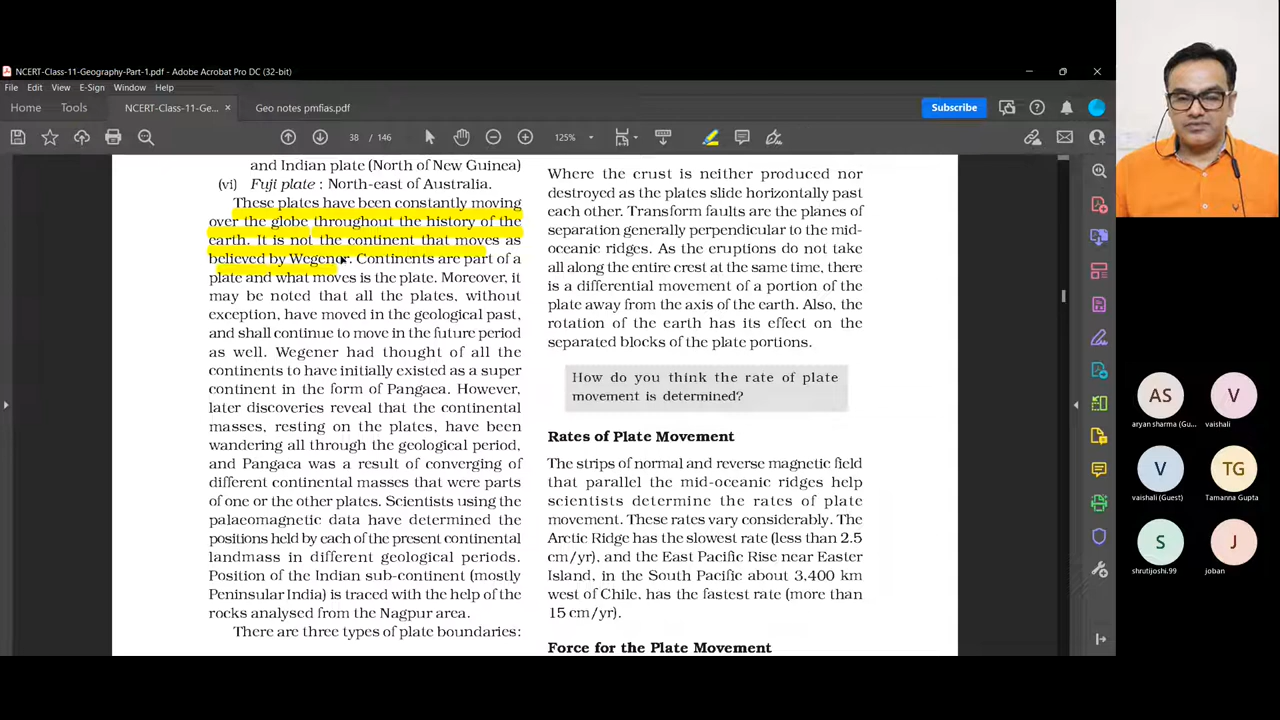 NCERT-Class-11-Geography-Part-1.pdf - Adobe Acrobat Pro DC (32-bit)
File Edit View E-Sign Window Help
Home Tools NCERT-Class-11-Ge... × Geo notes pmfias.pdf Subscribe
38 / 146 125%
and Indian plate (North of New Guinea)
(vi) Fuji plate : North-east of Australia.
These plates have been constantly moving
over the globe throughout the history of the
earth. It is not the continent that moves as
believed by Wegener. Continents are part of a
plate and what moves is the plate. Moreover, it
may be noted that all the plates, without
exception, have moved in the geological past,
and shall continue to move in the future period
as well. Wegener had thought of all the
continents to have initially existed as a super
continent in the form of Pangaea. However,
later discoveries reveal that the continental
masses, resting on the plates, have been
wandering all through the geological period,
and Pangaea was a result of converging of
different continental masses that were parts
of one or the other plates. Scientists using the
palaeomagnetic data have determined the
positions held by each of the present continental
landmass in different geological periods.
Position of the Indian sub-continent (mostly
Peninsular India) is traced with the help of the
rocks analysed from the Nagpur area.
There are three types of plate boundaries:
Where the crust is neither produced nor
destroyed as the plates slide horizontally past
each other. Transform faults are the planes of
separation generally perpendicular to the mid-
oceanic ridges. As the eruptions do not take
all along the entire crest at the same time, there
is a differential movement of a portion of the
plate away from the axis of the earth. Also, the
rotation of the earth has its effect on the
separated blocks of the plate portions.
How do you think the rate of plate
movement is determined?
Rates of Plate Movement
The strips of normal and reverse magnetic field
that parallel the mid-oceanic ridges help
scientists determine the rates of plate
movement. These rates vary considerably. The
Arctic Ridge has the slowest rate (less than 2.5
cm/yr), and the East Pacific Rise near Easter
Island, in the South Pacific about 3,400 km
west of Chile, has the fastest rate (more than
15 cm/yr).
Force for the Plate Movement
AS V
aryan sharma (Gu... vaishali
V TG
vaishali (Guest) Tamanna Gupta
S J
shrutijoshi.99 joban